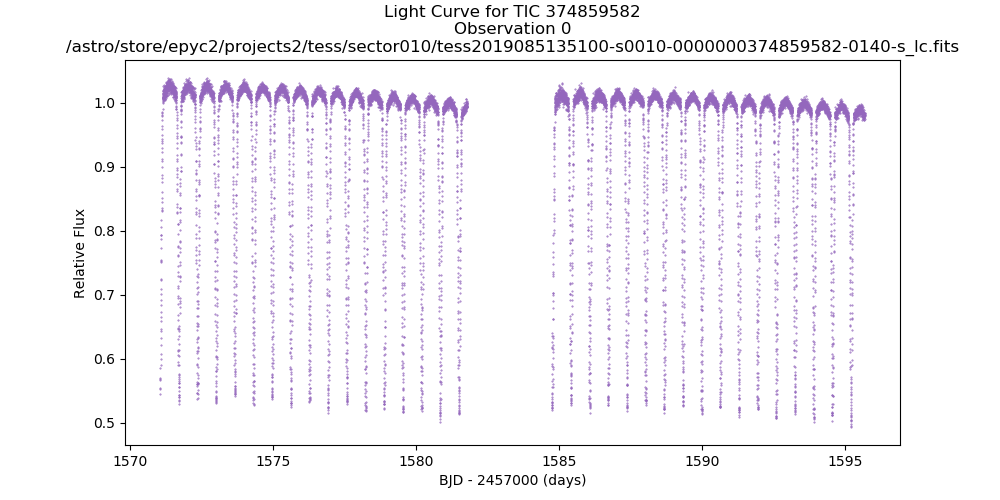 Light Curve for TIC 374859582
Observation 0
/astro/store/epyc2/projects2/tess/sector010/tess2019085135100-s0010-0000000374859582-0140-s_lc.fits
Relative Flux
1.0
0.9
0.8
0.7
0.6
0.5
1570
1575
1580
1585
1590
1595
BJD - 2457000 (days)